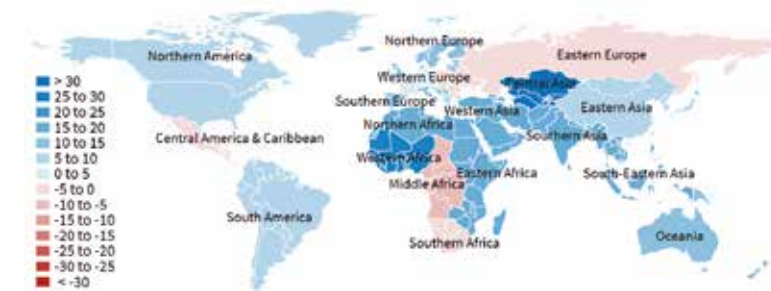 Northern America
Northern Europe
Eastern Europe
Western Europe
Central Asia
Southern Europe
Western Asia
Eastern Asia
Northern Africa
Southern Asia
Central America & Caribbean
Western Africa
Eastern Africa
South-Eastern Asia
Middle Africa
South America
Southern Africa
Oceania
> 30
25 to 30
20 to 25
15 to 20
10 to 15
5 to 10
0 to 5
-5 to 0
-10 to -5
-15 to -10
-20 to -15
-25 to -20
-30 to -25
< -30